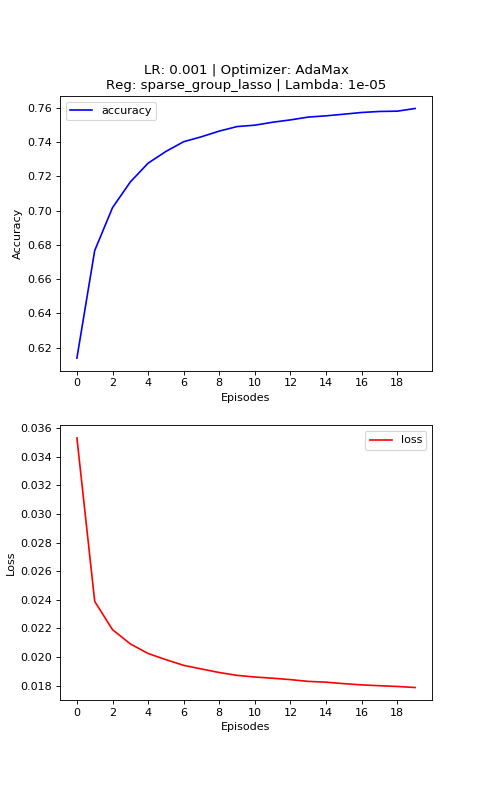 LR: 0.001 | Optimizer: AdaMax
Reg: sparse_group_lasso | Lambda: 1e-05
accuracy
0.76
0.74
0.72
0.70
0.68
0.66
0.64
0.62
Accuracy
0 2 4 6 8 10 12 14 16 18
Episodes
loss
0.036
0.034
0.032
0.030
0.028
0.026
0.024
0.022
0.020
0.018
Loss
0 2 4 6 8 10 12 14 16 18
Episodes